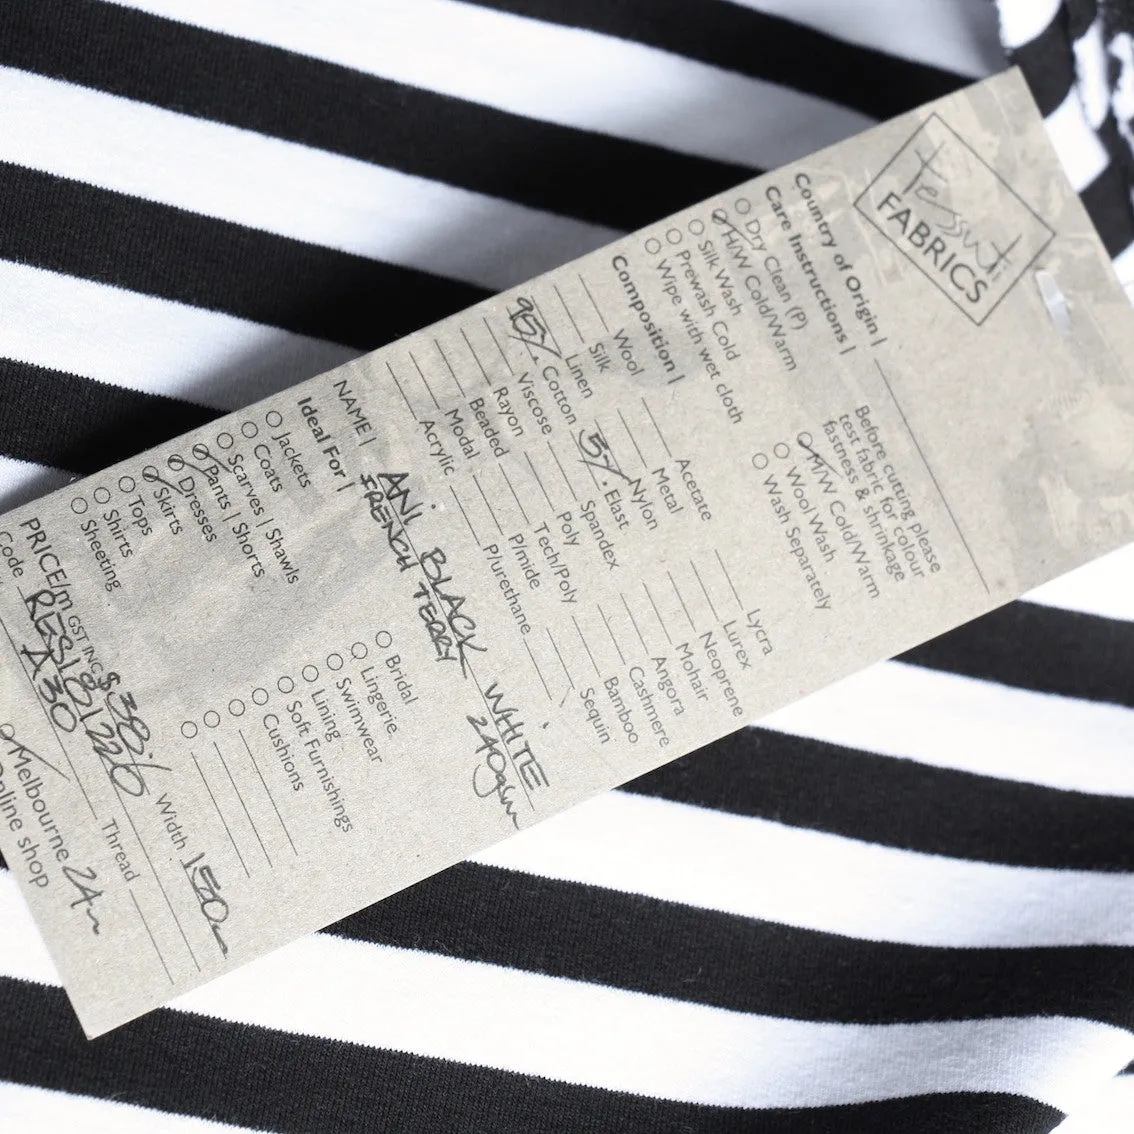 Tessuti
FABRICS
Country of Origin |
Care Instructions |
Dry Clean (P)
H/W Cold/Warm
Silk Wash
Prewash Cold
Wipe with wet cloth
Before cutting please
test fabric for colour
fastness & shrinkage
M/W Cold/Warm
Wool Wash
Wash Separately
Composition |
Wool
Silk
Linen
95% Cotton
Viscose
Rayon
Beaded
Modal
Acrylic
Acetate
Metal
Nylon
5% Elast
Spandex
Poly
Tech/Poly
P/mide
P/urethane
Lycra
Lurex
Neoprene
Mohair
Angora
Cashmere
Bamboo
Sequin
NAME | ANI BLACK WHITE
FRENCH TERRY 240gsm
Ideal For |
Jackets
Coats
Scarves | Shawls
Pants | Shorts
Dresses
Skirts
Tops
Shirts
Sheeting
Bridal
Lingerie
Swimwear
Lining
Soft Furnishings
Cushions
PRICE/m GST INC Width 150
Code
A30 Thread
Melbourne 24m
Online shop